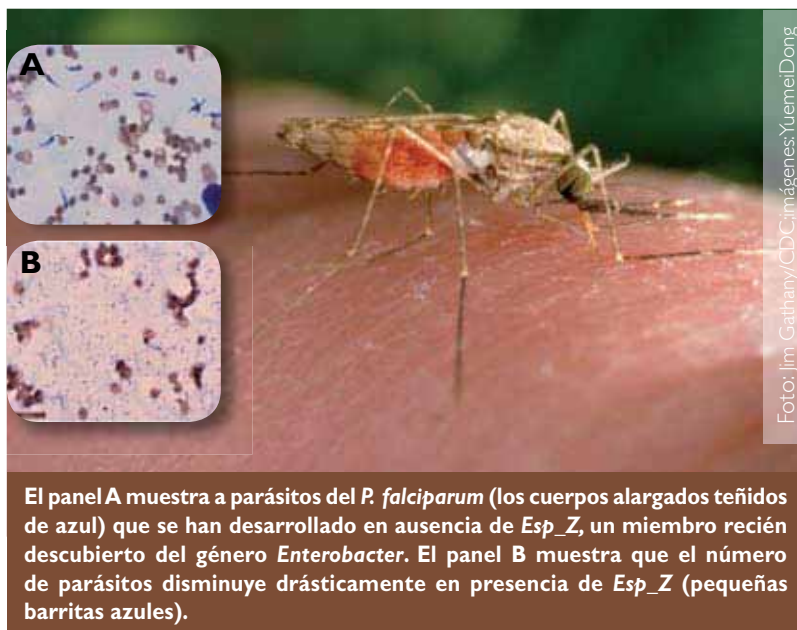 A
B
Foto: Jim Gathany/CDC;imágenes:YuemeiDong
El panel A muestra a parásitos del P. falciparum (los cuerpos alargados teñidos
de azul) que se han desarrollado en ausencia de Esp_Z, un miembro recién
descubierto del género Enterobacter. El panel B muestra que el número
de parásitos disminuye drásticamente en presencia de Esp_Z (pequeñas
barritas azules).